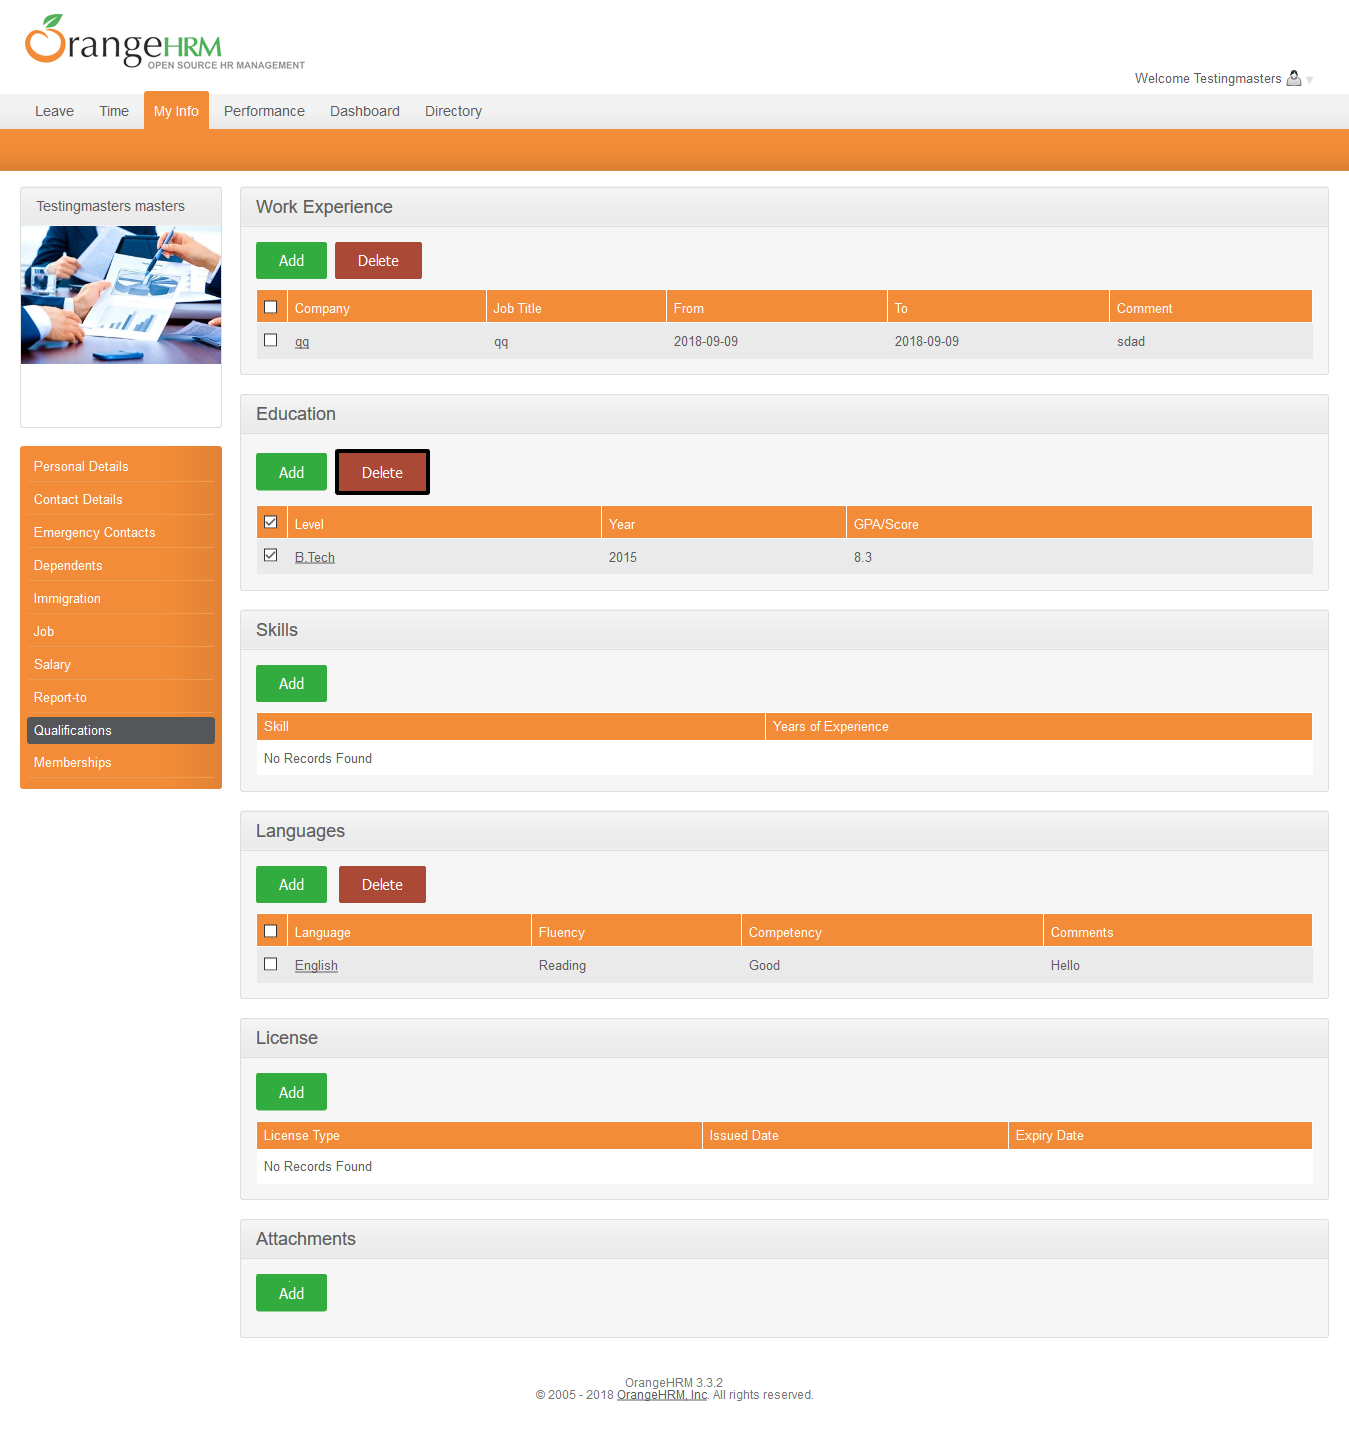 OrangeHRM
OPEN SOURCE HR MANAGEMENT
Welcome Testingmasters
Leave Time My Info Performance Dashboard Directory
Testingmasters masters
Personal Details
Contact Details
Emergency Contacts
Dependents
Immigration
Job
Salary
Report-to
Qualifications
Memberships
Work Experience
Add Delete
Company Job Title From To Comment
qq qq 2018-09-09 2018-09-09 sdad
Education
Add Delete
Level Year GPA/Score
B.Tech 2015 8.3
Skills
Add
Skill Years of Experience
No Records Found
Languages
Add Delete
Language Fluency Competency Comments
English Reading Good Hello
License
Add
License Type Issued Date Expiry Date
No Records Found
Attachments
Add
OrangeHRM 3.3.2
© 2005 - 2018 OrangeHRM, Inc. All rights reserved.